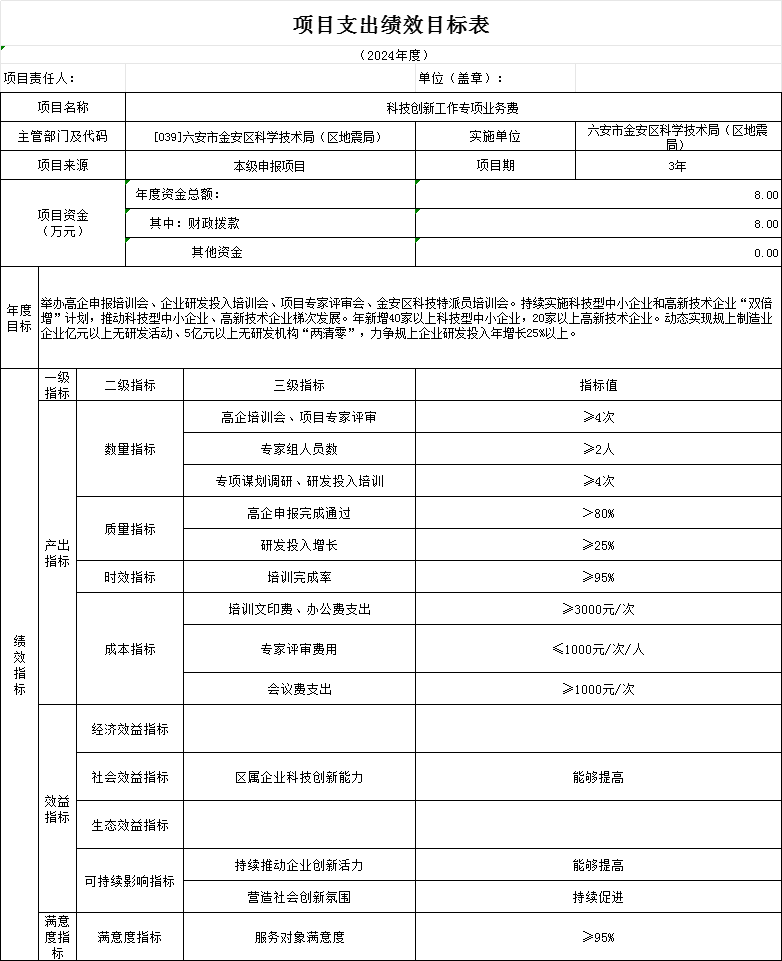 项目支出绩效目标表
（2024年度）
项目责任人：
单位（盖章）：
项目名称
科技创新工作专项业务费
主管部门及代码
[039]六安市金安区科学技术局（区地震局）
实施单位
六安市金安区科学技术局（区地震
局）
项目来源
本级申报项目
项目期
3年
项目资金
（万元）
年度资金总额：
8.00
其中：财政拨款
8.00
其他资金
0.00
年度
目标
举办高企申报培训会、企业研发投入培训会、项目专家评审会、金安区科技特派员培训会。持续实施科技型中小企业和高新技术企业“双倍
增”计划，推动科技型中小企业、高新技术企业梯次发展。年新增40家以上科技型中小企业，20家以上高新技术企业。动态实现规上制造业
企业亿元以上无研发活动、5亿元以上无研发机构“两清零”，力争规上企业研发投入年增长25%以上。
绩
效
指
标
一级
指标
二级指标
三级指标
指标值
产出
指标
数量指标
高企培训会、项目专家评审
≥4次
专家组人员数
≥2人
专项谋划调研、研发投入培训
≥4次
质量指标
高企申报完成通过
>80%
研发投入增长
≥25%
时效指标
培训完成率
≥95%
成本指标
培训文印费、办公费支出
≥3000元/次
专家评审费用
≤1000元/次/人
会议费支出
≥1000元/次
效益
指标
经济效益指标
社会效益指标
区属企业科技创新能力
能够提高
生态效益指标
可持续影响指标
持续推动企业创新活力
能够提高
营造社会创新氛围
持续促进
满意
度指
标
满意度指标
服务对象满意度
≥95%